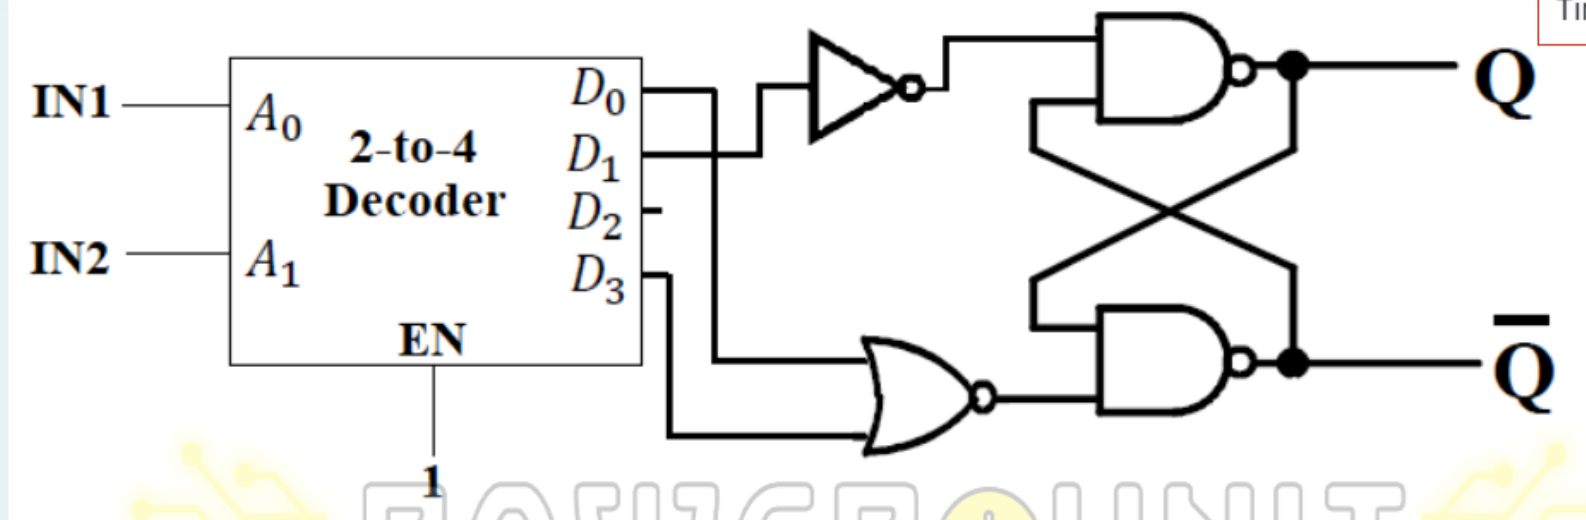 Q
IN1
A₀
2-to-4
Decoder
D₀
D₁
D₂
D₃
IN2
A₁
EN
1
Q̅